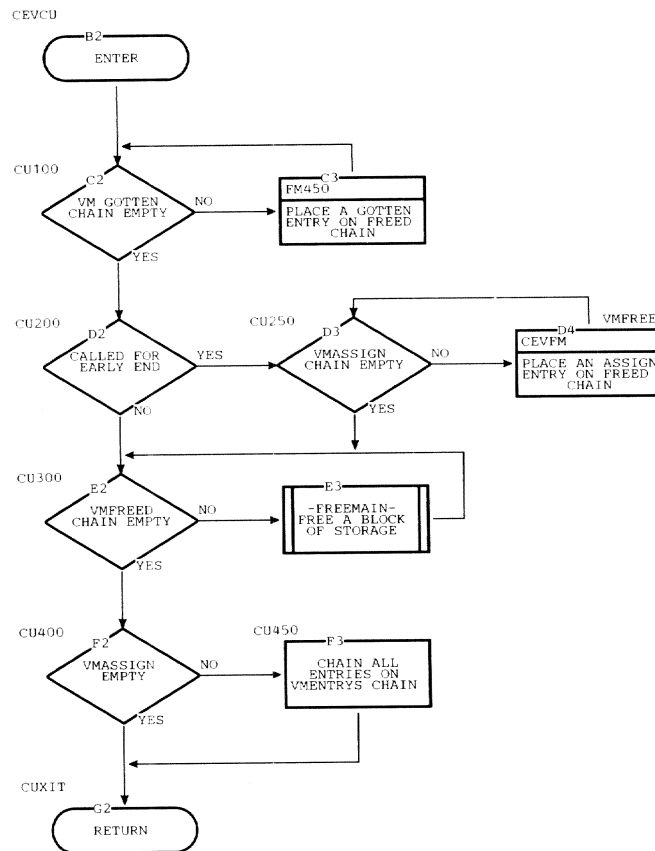 CEVCU
B2
ENTER
CU100
C2
VM GOTTEN
CHAIN EMPTY
NO
YES
C3
FM450
PLACE A GOTTEN
ENTRY ON FREED
CHAIN
CU200
D2
CALLED FOR
EARLY END
YES
NO
CU250
D3
VMASSIGN
CHAIN EMPTY
NO
YES
VMFREE
D4
CEVFM
PLACE AN ASSIGN
ENTRY ON FREED
CHAIN
CU300
E2
VMFREED
CHAIN EMPTY
NO
YES
E3
-FREEMAIN-
FREE A BLOCK
OF STORAGE
CU400
F2
VMASSIGN
EMPTY
NO
YES
CU450
F3
CHAIN ALL
ENTRIES ON
VMENTRYS CHAIN
CUXIT
G2
RETURN